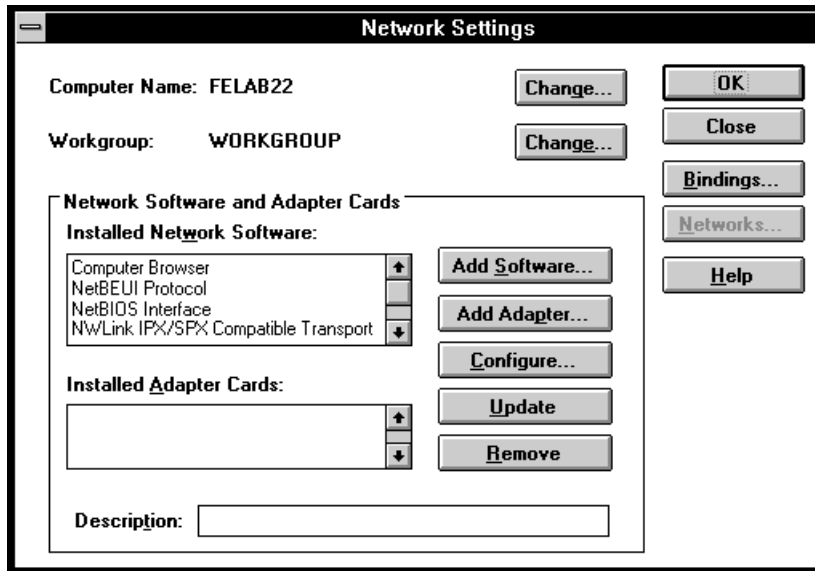 Network Settings
Computer Name: FELAB22
Change...
OK
Workgroup: WORKGROUP
Change...
Close
Bindings...
Networks...
Help
Network Software and Adapter Cards
Installed Network Software:
Computer Browser
NetBEUI Protocol
NetBIOS Interface
NWLink IPX/SPX Compatible Transport
Add Software...
Add Adapter...
Configure...
Installed Adapter Cards:
Update
Remove
Description: